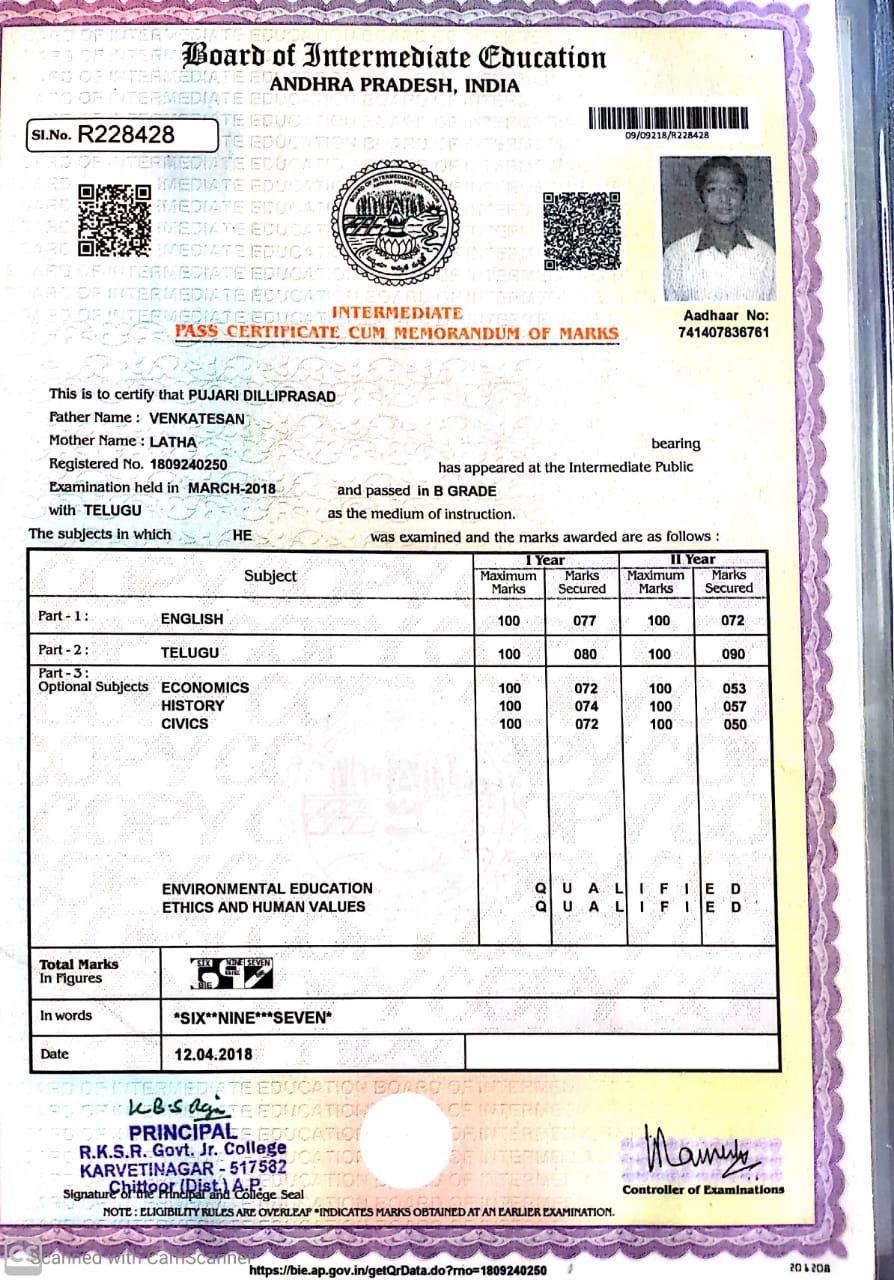 Board of Intermediate Education
ANDHRA PRADESH, INDIA
Sl.No. R228428
09/09218/R228428
INTERMEDIATE
PASS CERTIFICATE CUM MEMORANDUM OF MARKS
Aadhaar No:
741407836761
This is to certify that PUJARI DILLIPRASAD
Father Name : VENKATESAN
Mother Name : LATHA
bearing
Registered No. 1809240250 has appeared at the Intermediate Public
Examination held in MARCH-2018 and passed in B GRADE
with TELUGU as the medium of instruction.
The subjects in which HE was examined and the marks awarded are as follows :
Subject I Year II Year
Maximum Marks Marks Secured Maximum Marks Marks Secured
Part - 1 : ENGLISH 100 077 100 072
Part - 2 : TELUGU 100 080 100 090
Part - 3 :
Optional Subjects ECONOMICS 100 072 100 053
HISTORY 100 074 100 057
CIVICS 100 072 100 050
ENVIRONMENTAL EDUCATION Q U A L I F I E D
ETHICS AND HUMAN VALUES Q U A L I F I E D
Total Marks
In Figures SIX NINE SEVEN
In words *SIX**NINE***SEVEN*
Date 12.04.2018
PRINCIPAL
R.K.S.R. Govt. Jr. College
KARVETINAGAR - 517582
Chittoor (Dist.) A.P.
Signature of the Principal and College Seal
Controller of Examinations
NOTE : ELIGIBILITY RULES ARE OVERLEAF *INDICATES MARKS OBTAINED AT AN EARLIER EXAMINATION.
CS Scanned with CamScanner
https://bie.ap.gov.in/getQrData.do?rno=1809240250